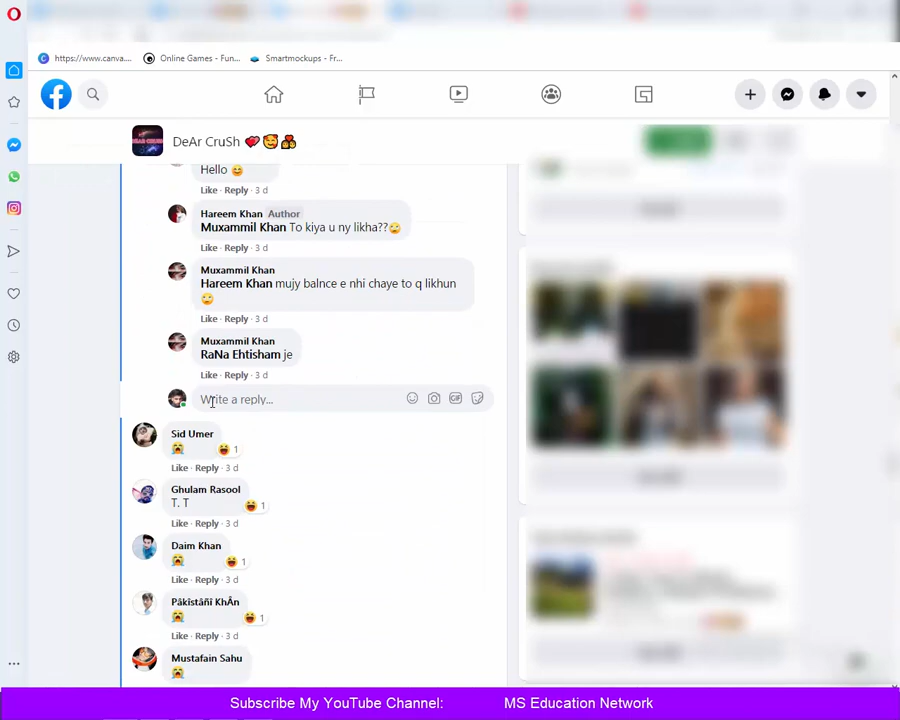 https://www.canva....
Online Games - Fun...
Smartmockups - Fr...
DeAr CruSh 💕🥰💑
Hello 😊
Like · Reply · 3 d
Hareem Khan Author
Muxammil Khan To kiya u ny likha??🙄
Like · Reply · 3 d
Muxammil Khan
Hareem Khan mujy balnce e nhi chaye to q likhun
🙄
Like · Reply · 3 d
Muxammil Khan
RaNa Ehtisham je
Like · Reply · 3 d
Write a reply...
GIF
Sid Umer
😭
😆 1
Like · Reply · 3 d
Ghulam Rasool
T. T
😆 1
Like · Reply · 3 d
Daim Khan
😭
😆 1
Like · Reply · 3 d
Pâkîstâñî KhÂn
😭
😆 1
Like · Reply · 3 d
Mustafain Sahu
😭
Subscribe My YouTube Channel: MS Education Network